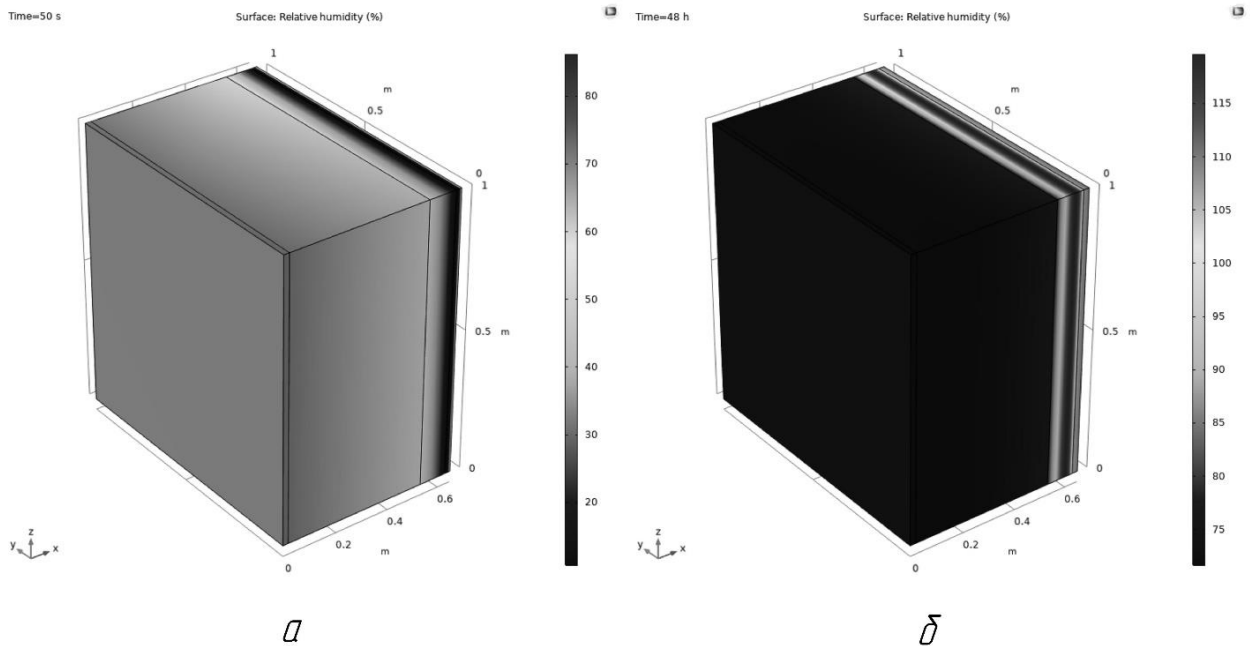 Time=50 s
Surface: Relative humidity (%)
1
m
0.5
0
1
0.5 m
0
0.6
0.4
0.2
m
0
z
y
x
80
70
60
50
40
30
20
а
Time=48 h
Surface: Relative humidity (%)
1
m
0.5
0
1
0.5 m
0
0.6
0.4
0.2
m
0
z
y
x
115
110
105
100
95
90
85
80
75
б